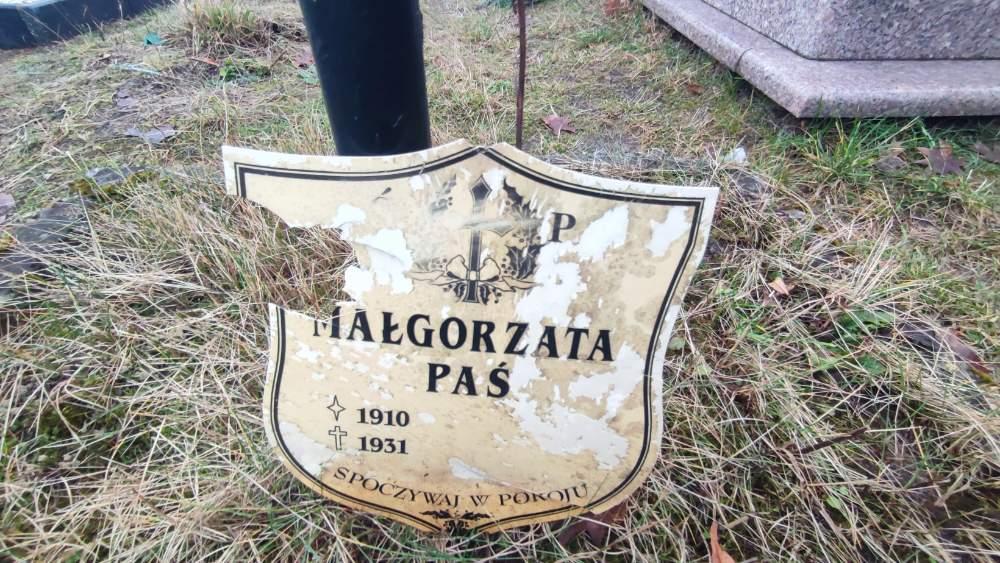 P
MAŁGORZATA
PAŚ
1910
1931
SPOCZYWAJ W POKOJU